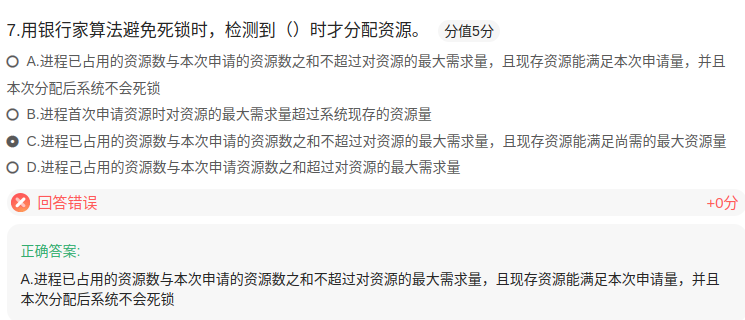 7.用银行家算法避免死锁时，检测到（）时才分配资源。 分值5分
A.进程已占用的资源数与本次申请的资源数之和不超过对资源的最大需求量，且现存资源能满足本次申请量，并且
本次分配后系统不会死锁
B.进程首次申请资源时对资源的最大需求量超过系统现存的资源量
C.进程已占用的资源数与本次申请的资源数之和不超过对资源的最大需求量，且现存资源能满足尚需的最大资源量
D.进程己占用的资源数与本次申请资源数之和超过对资源的最大需求量
回答错误 +0分
正确答案:
A.进程已占用的资源数与本次申请的资源数之和不超过对资源的最大需求量，且现存资源能满足本次申请量，并且
本次分配后系统不会死锁